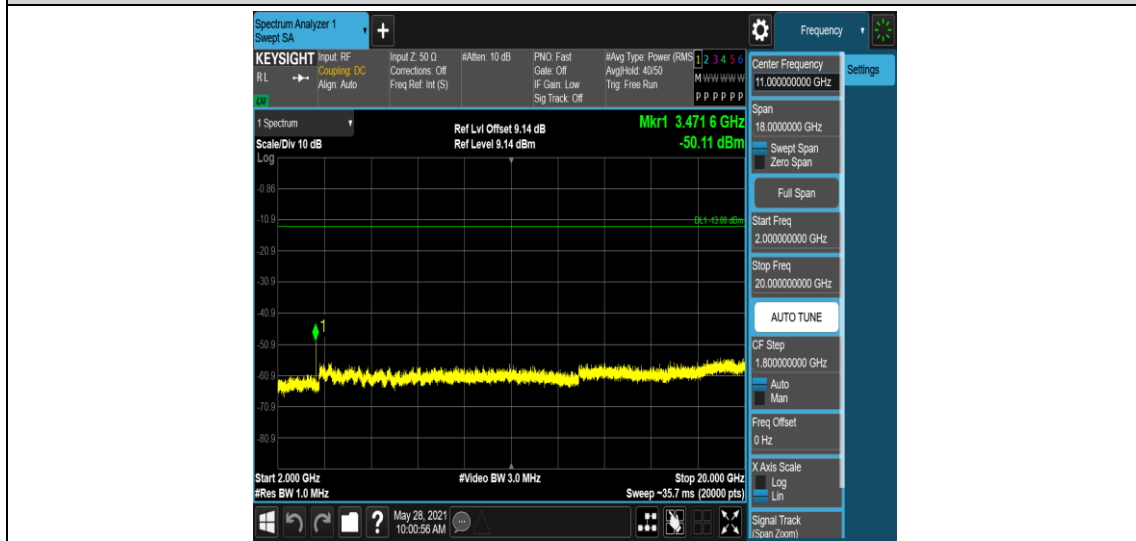 Spectrum Analyzer 1
Swept SA
+
Frequency
KEYSIGHT
RL
LXI
Input: RF
Coupling: DC
Align: Auto
Input Z: 50 Ω
Corrections: Off
Freq Ref: Int (S)
#Atten: 10 dB
PNO: Fast
Gate: Off
IF Gain: Low
Sig Track: Off
#Avg Type: Power (RMS
Avg|Hold: 40/50
Trig: Free Run
1 2 3 4 5 6
M W W W W W
P P P P P P
Center Frequency
11.000000000 GHz
Settings
Span
18.0000000 GHz
Swept Span
Zero Span
Full Span
Start Freq
2.000000000 GHz
Stop Freq
20.000000000 GHz
AUTO TUNE
CF Step
1.800000000 GHz
Auto
Man
Freq Offset
0 Hz
X Axis Scale
Log
Lin
Signal Track
(Span Zoom)
1 Spectrum
Scale/Div 10 dB
Log
Ref Lvl Offset 9.14 dB
Ref Level 9.14 dBm
Mkr1 3.471 6 GHz
-50.11 dBm
-0.86
-10.9
DL1 -13.00 dBm
-20.9
-30.9
-40.9
1
-50.9
-60.9
-70.9
-80.9
Start 2.000 GHz
#Res BW 1.0 MHz
#Video BW 3.0 MHz
Stop 20.000 GHz
Sweep ~35.7 ms (20000 pts)
?
May 28, 2021
10:00:56 AM